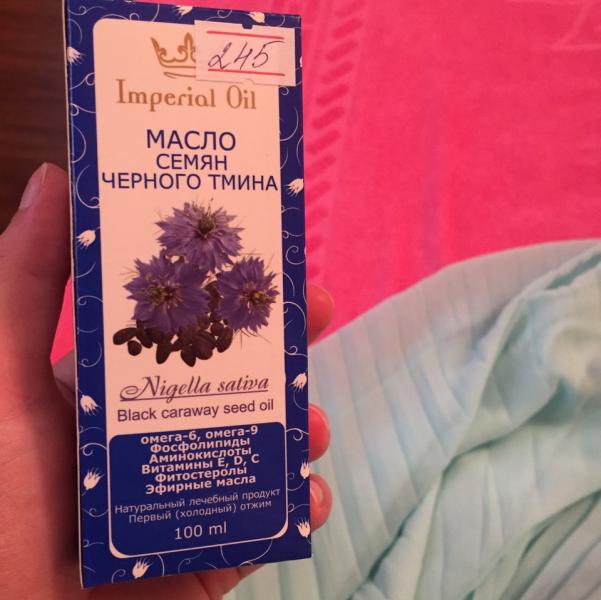 245
Imperial Oil
МАСЛО
СЕМЯН
ЧЕРНОГО ТМИНА
Nigella sativa
Black caraway seed oil
омега-6, омега-9
Фосфолипиды
Аминокислоты
Витамины E, D, C
Фитостеролы
Эфирные масла
Натуральный лечебный продукт
Первый (холодный) отжим
100 ml